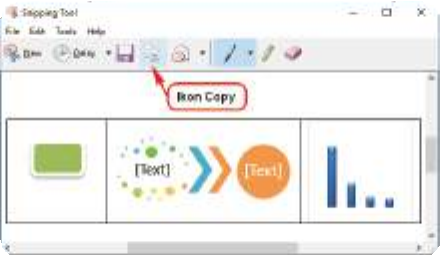 Snipping Tool
File Edit Tools Help
New Delay
Ikon Copy
[Text] [Text]